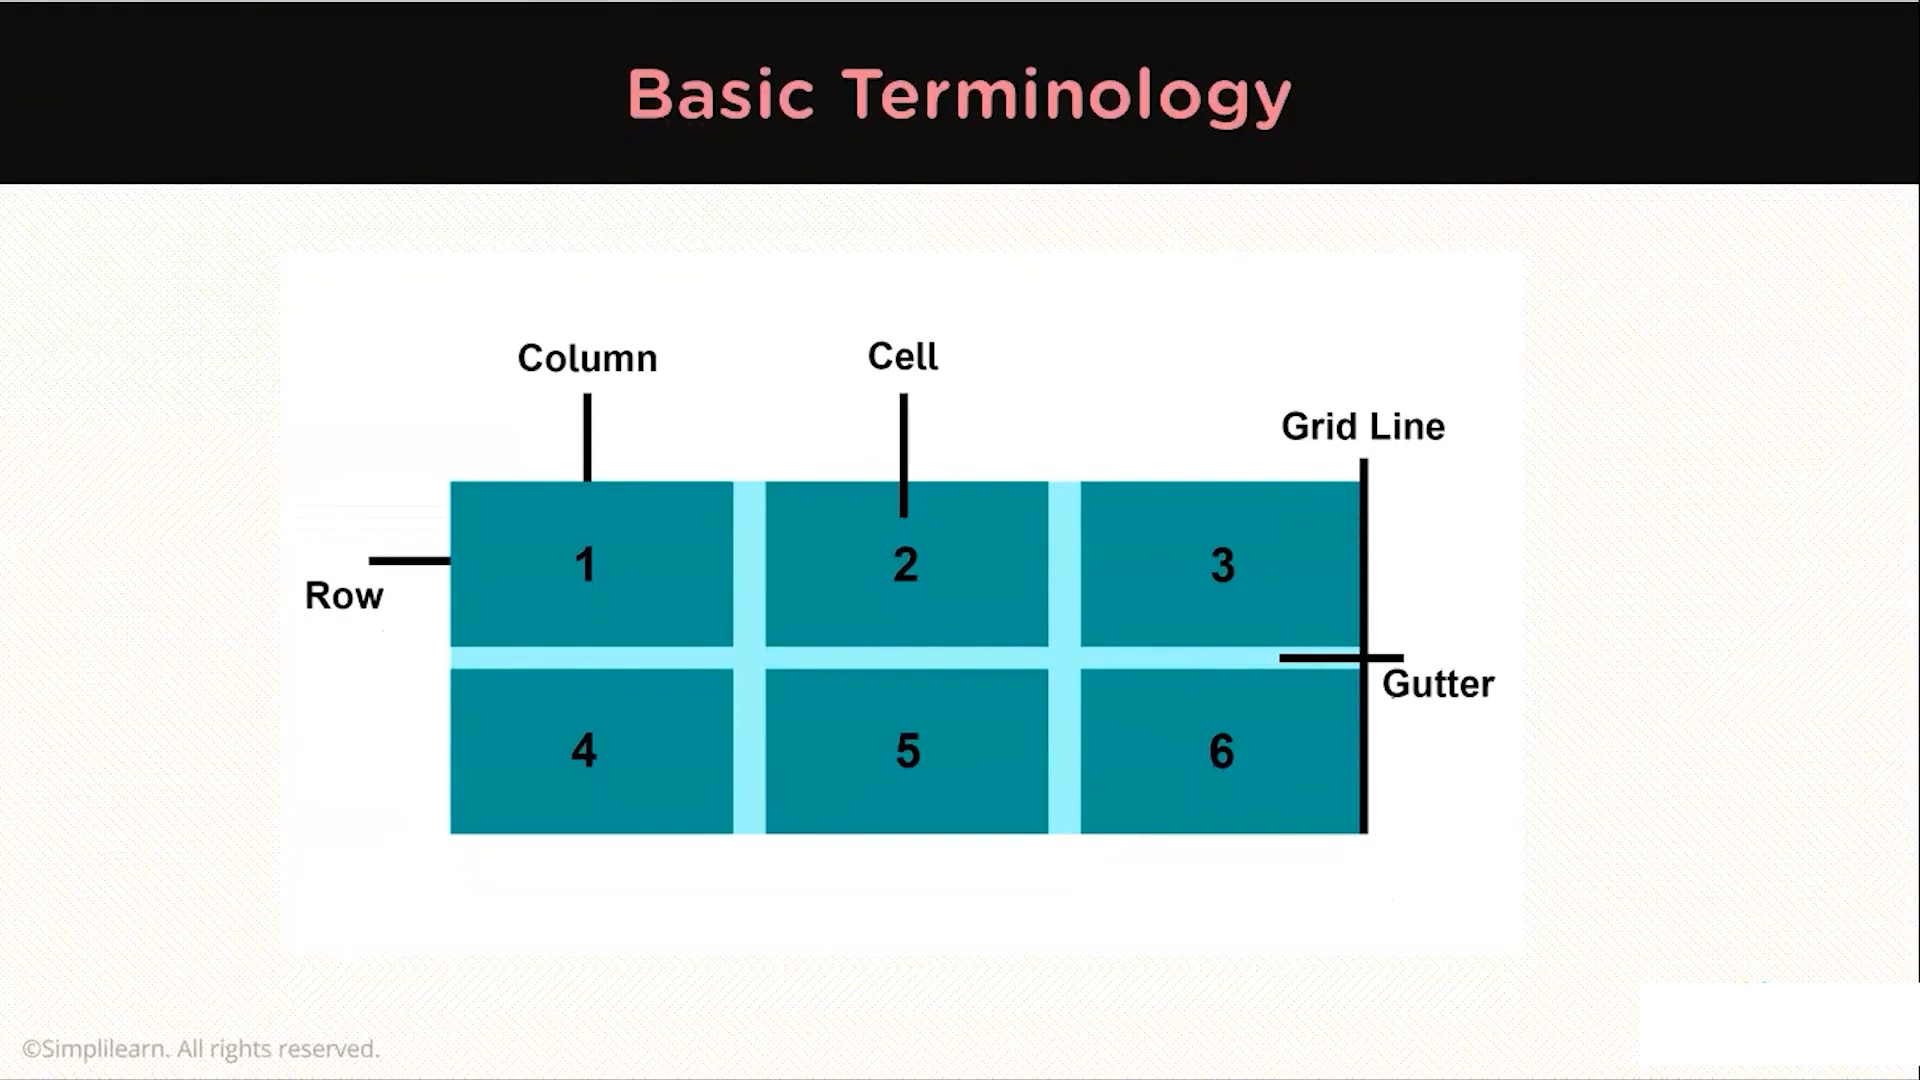 Basic Terminology
Column
Cell
Grid Line
1
2
3
Row
Gutter
4
5
6
©Simplilearn. All rights reserved.